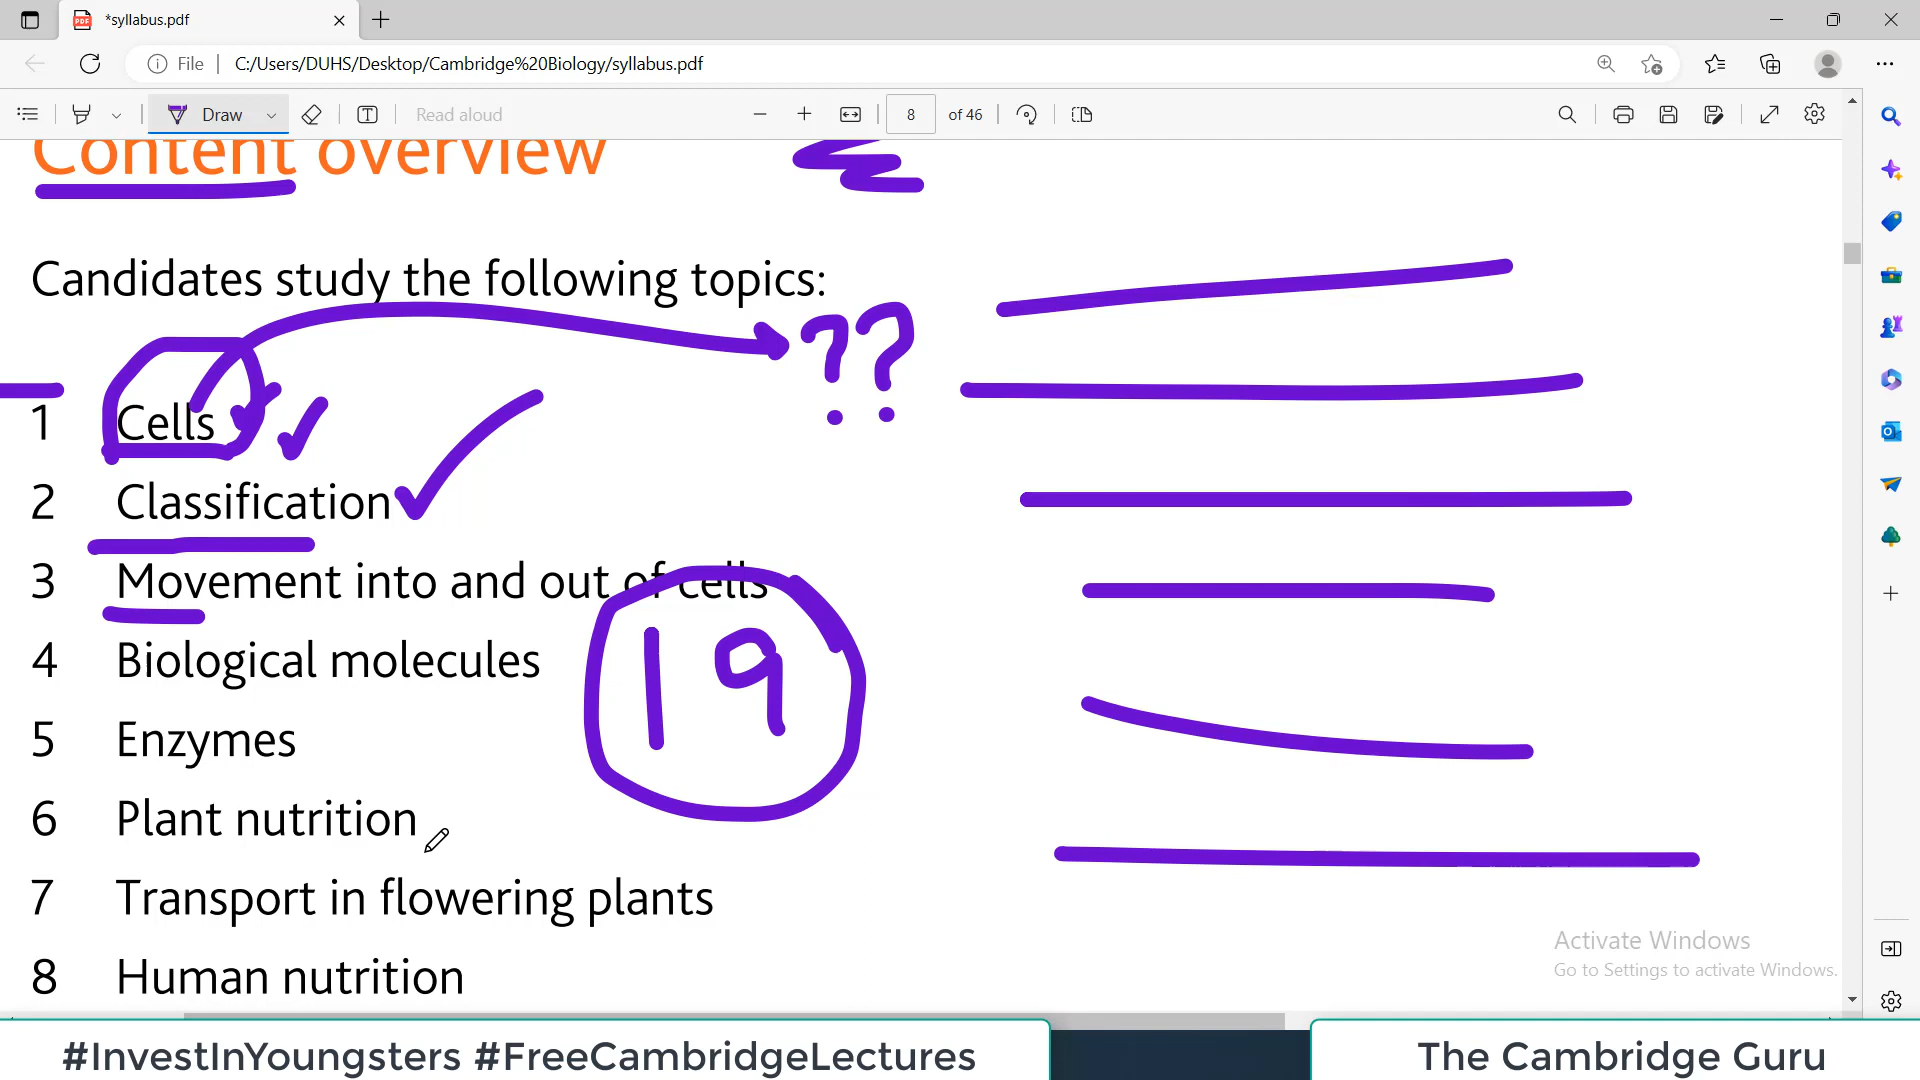 *syllabus.pdf
File | C:/Users/DUHS/Desktop/Cambridge%20Biology/syllabus.pdf
Draw Read aloud 8 of 46
Content overview
Candidates study the following topics:
??
1 Cells
2 Classification
3 Movement into and out of cells
4 Biological molecules
19
5 Enzymes
6 Plant nutrition
7 Transport in flowering plants
8 Human nutrition
Activate Windows
Go to Settings to activate Windows.
#InvestInYoungsters #FreeCambridgeLectures
The Cambridge Guru